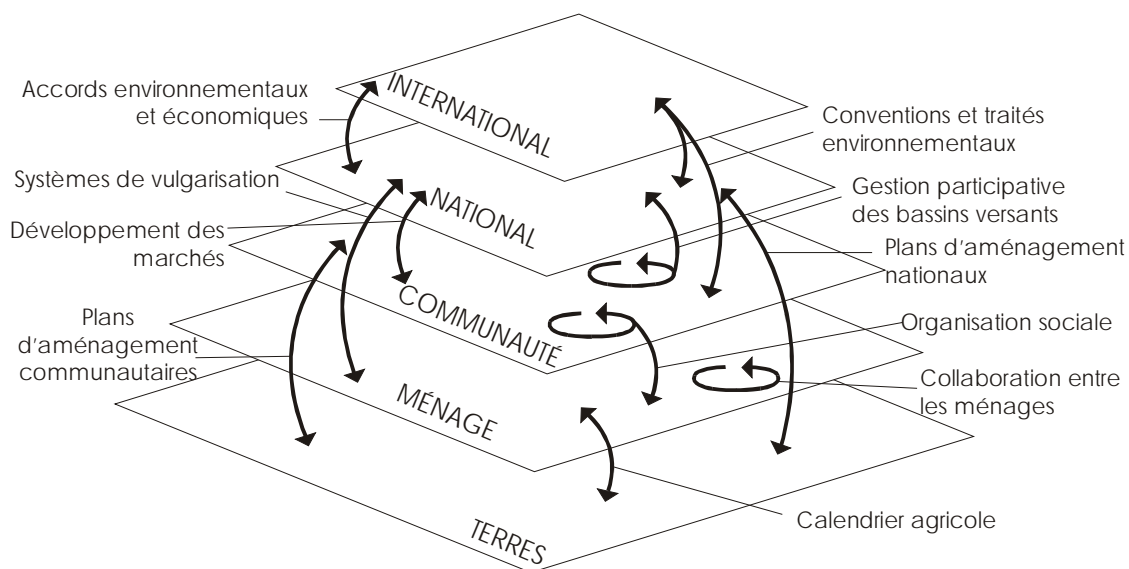 Accords environnementaux
et économiques
Systèmes de vulgarisation
Développement des
marchés
Plans
d'aménagement
communautaires
INTERNATIONAL
NATIONAL
COMMUNAUTÉ
MÉNAGE
TERRES
Conventions et traités
environnementaux
Gestion participative
des bassins versants
Plans d'aménagement
nationaux
Organisation sociale
Collaboration entre
les ménages
Calendrier agricole